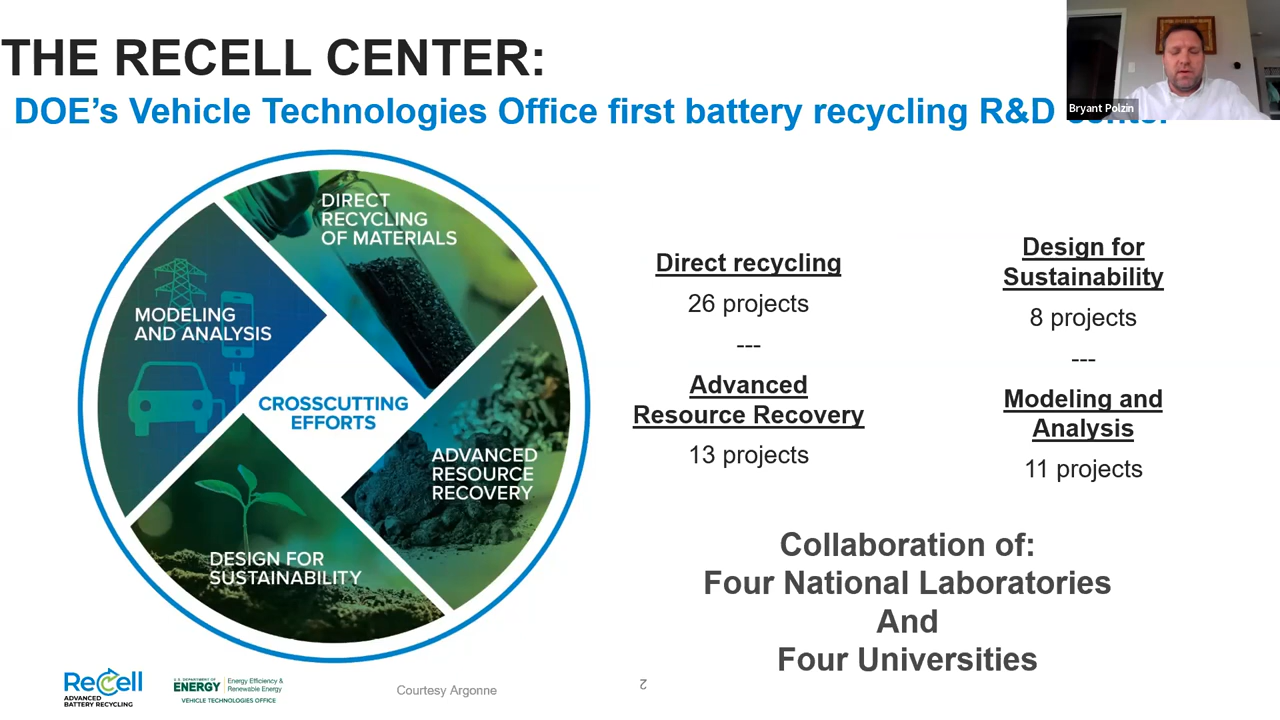 THE RECELL CENTER:
DOE's Vehicle Technologies Office first battery recycling R&D center
Bryant Polzin
DIRECT
RECYCLING
OF MATERIALS
MODELING
AND ANALYSIS
CROSSCUTTING
EFFORTS
ADVANCED
RESOURCE
RECOVERY
DESIGN FOR
SUSTAINABILITY
Direct recycling
26 projects
---
Advanced
Resource Recovery
13 projects
Design for
Sustainability
8 projects
---
Modeling and
Analysis
11 projects
Collaboration of:
Four National Laboratories
And
Four Universities
ReCell
ADVANCED
BATTERY RECYCLING
U.S. DEPARTMENT OF
ENERGY
Energy Efficiency &
Renewable Energy
VEHICLE TECHNOLOGIES OFFICE
Courtesy Argonne
2